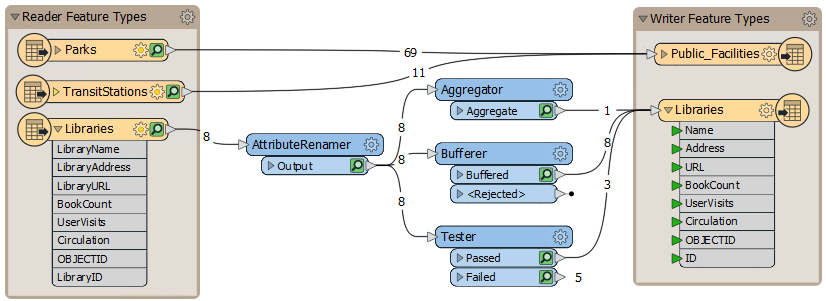 Reader Feature Types
Parks
TransitStations
Libraries
LibraryName
LibraryAddress
LibraryURL
BookCount
UserVisits
Circulation
OBJECTID
LibraryID
69
11
8
AttributeRenamer
Output
8
8
8
Aggregator
Aggregate
Bufferer
Buffered
<Rejected>
Tester
Passed
Failed
5
1
8
3
Writer Feature Types
Public_Facilities
Libraries
Name
Address
URL
BookCount
UserVisits
Circulation
OBJECTID
ID